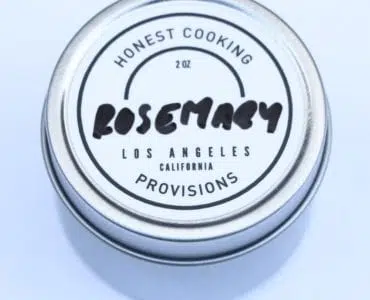 HONEST COOKING
2 OZ
ROSEMARY
LOS ANGELES
CALIFORNIA
PROVISIONS